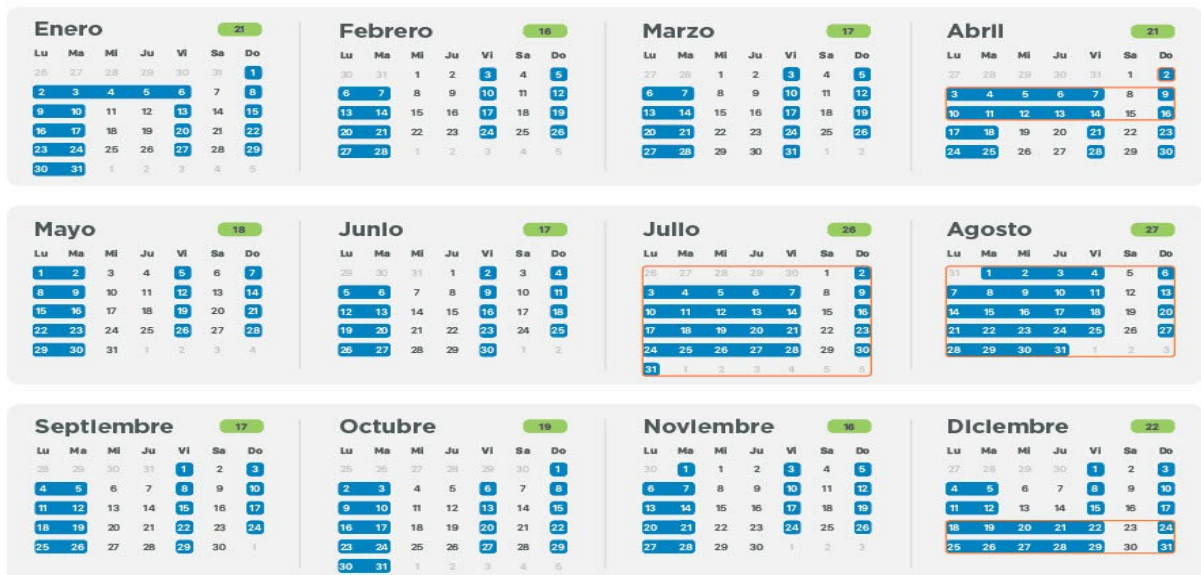 Enero 21
Lu Ma Mi Ju Vi Sa Do
26 27 28 29 30 31 1
2 3 4 5 6 7 8
9 10 11 12 13 14 15
16 17 18 19 20 21 22
23 24 25 26 27 28 29
30 31 1 2 3 4 5
Febrero 16
Lu Ma Mi Ju Vi Sa Do
30 31 1 2 3 4 5
6 7 8 9 10 11 12
13 14 15 16 17 18 19
20 21 22 23 24 25 26
27 28 1 2 3 4 5
Marzo 17
Lu Ma Mi Ju Vi Sa Do
27 28 1 2 3 4 5
6 7 8 9 10 11 12
13 14 15 16 17 18 19
20 21 22 23 24 25 26
27 28 29 30 31 1 2
Abril 21
Lu Ma Mi Ju Vi Sa Do
27 28 29 30 31 1 2
3 4 5 6 7 8 9
10 11 12 13 14 15 16
17 18 19 20 21 22 23
24 25 26 27 28 29 30
Mayo 18
Lu Ma Mi Ju Vi Sa Do
1 2 3 4 5 6 7
8 9 10 11 12 13 14
15 16 17 18 19 20 21
22 23 24 25 26 27 28
29 30 31 1 2 3 4
Junio 17
Lu Ma Mi Ju Vi Sa Do
29 30 31 1 2 3 4
5 6 7 8 9 10 11
12 13 14 15 16 17 18
19 20 21 22 23 24 25
26 27 28 29 30 1 2
Julio 26
Lu Ma Mi Ju Vi Sa Do
26 27 28 29 30 1 2
3 4 5 6 7 8 9
10 11 12 13 14 15 16
17 18 19 20 21 22 23
24 25 26 27 28 29 30
31 1 2 3 4 5 6
Agosto 27
Lu Ma Mi Ju Vi Sa Do
31 1 2 3 4 5 6
7 8 9 10 11 12 13
14 15 16 17 18 19 20
21 22 23 24 25 26 27
28 29 30 31 1 2 3
Septiembre 17
Lu Ma Mi Ju Vi Sa Do
28 29 30 31 1 2 3
4 5 6 7 8 9 10
11 12 13 14 15 16 17
18 19 20 21 22 23 24
25 26 27 28 29 30 1
Octubre 19
Lu Ma Mi Ju Vi Sa Do
25 26 27 28 29 30 1
2 3 4 5 6 7 8
9 10 11 12 13 14 15
16 17 18 19 20 21 22
23 24 25 26 27 28 29
30 31 1 2 3 4 5
Noviembre 16
Lu Ma Mi Ju Vi Sa Do
30 1 1 2 3 4 5
6 7 8 9 10 11 12
13 14 15 16 17 18 19
20 21 22 23 24 25 26
27 28 29 30 1 2 3
Diciembre 22
Lu Ma Mi Ju Vi Sa Do
27 28 29 30 1 2 3
4 5 6 7 8 9 10
11 12 13 14 15 16 17
18 19 20 21 22 23 24
25 26 27 28 29 30 31